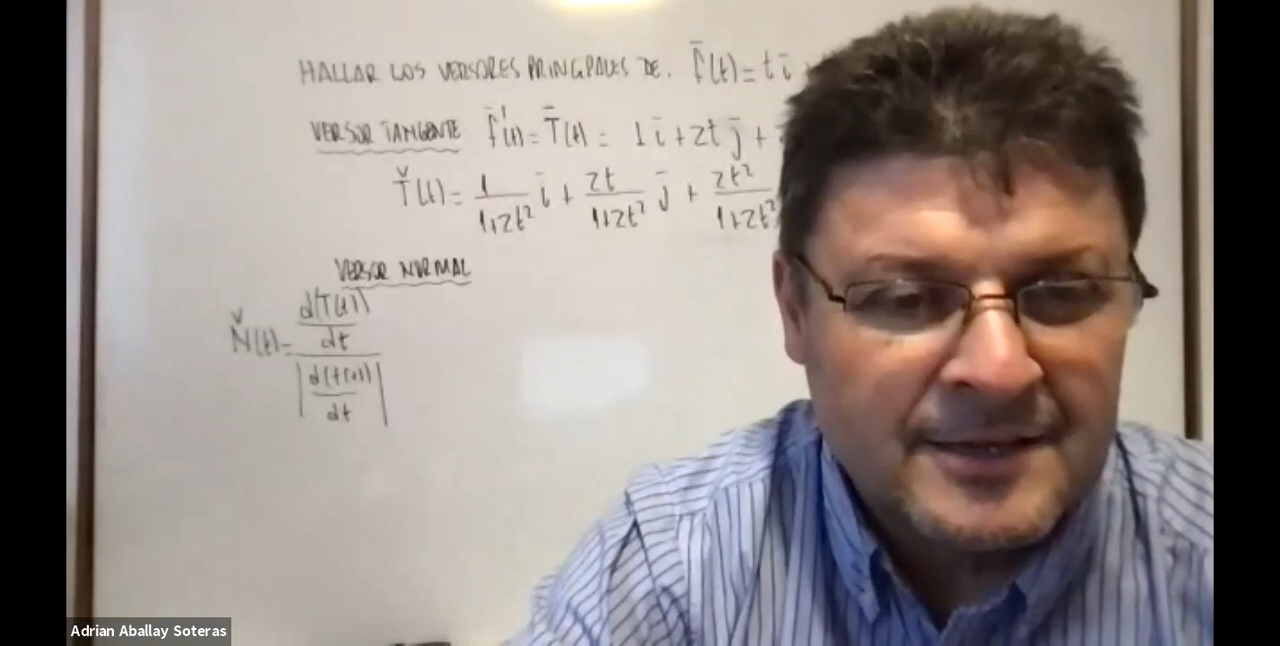 HALLAR LOS VERSORES PRINCIPALES DE. f̄(t)= t ī
VERSOR TANGENTE f̄'(t) = T̄(t) = 1 ī + 2t j̄ +
Ť(t) = 1/(1+2t²) ī + 2t/(1+2t²) j̄ + 2t²/(1+2t²)
VERSOR NORMAL
Ň(t) = (d(T(t))/dt) / |d(T(t))/dt|
Adrian Aballay Soteras